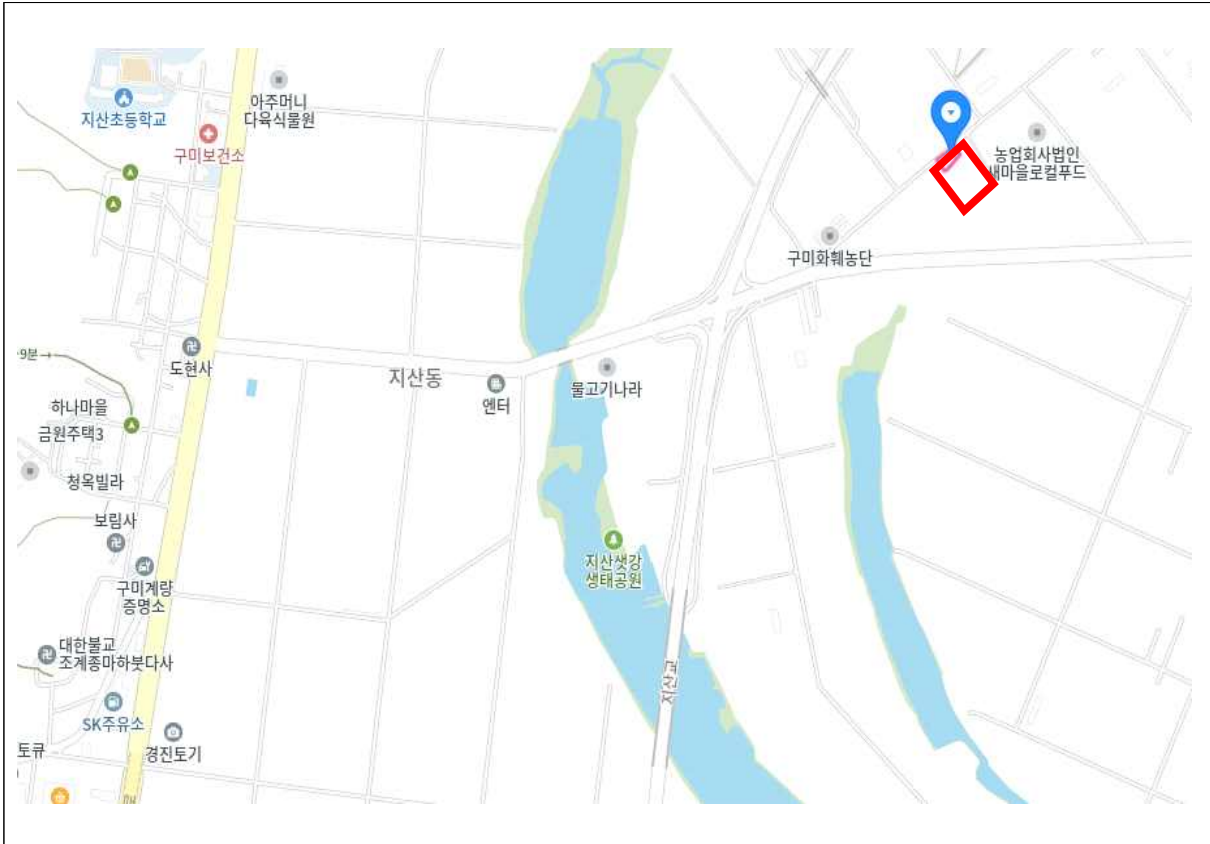 아주머니
다육식물원
지산초등학교
구미보건소
농업회사법인
새마을로컬푸드
구미화훼농단
9분→
도현사
지산동
엔터
물고기나라
하나마을
금원주택3
청옥빌라
보림사
지산샛강
생태공원
구미계량
증명소
대한불교
조계종마하붓다사
지산교
SK주유소
토큐
경진토기